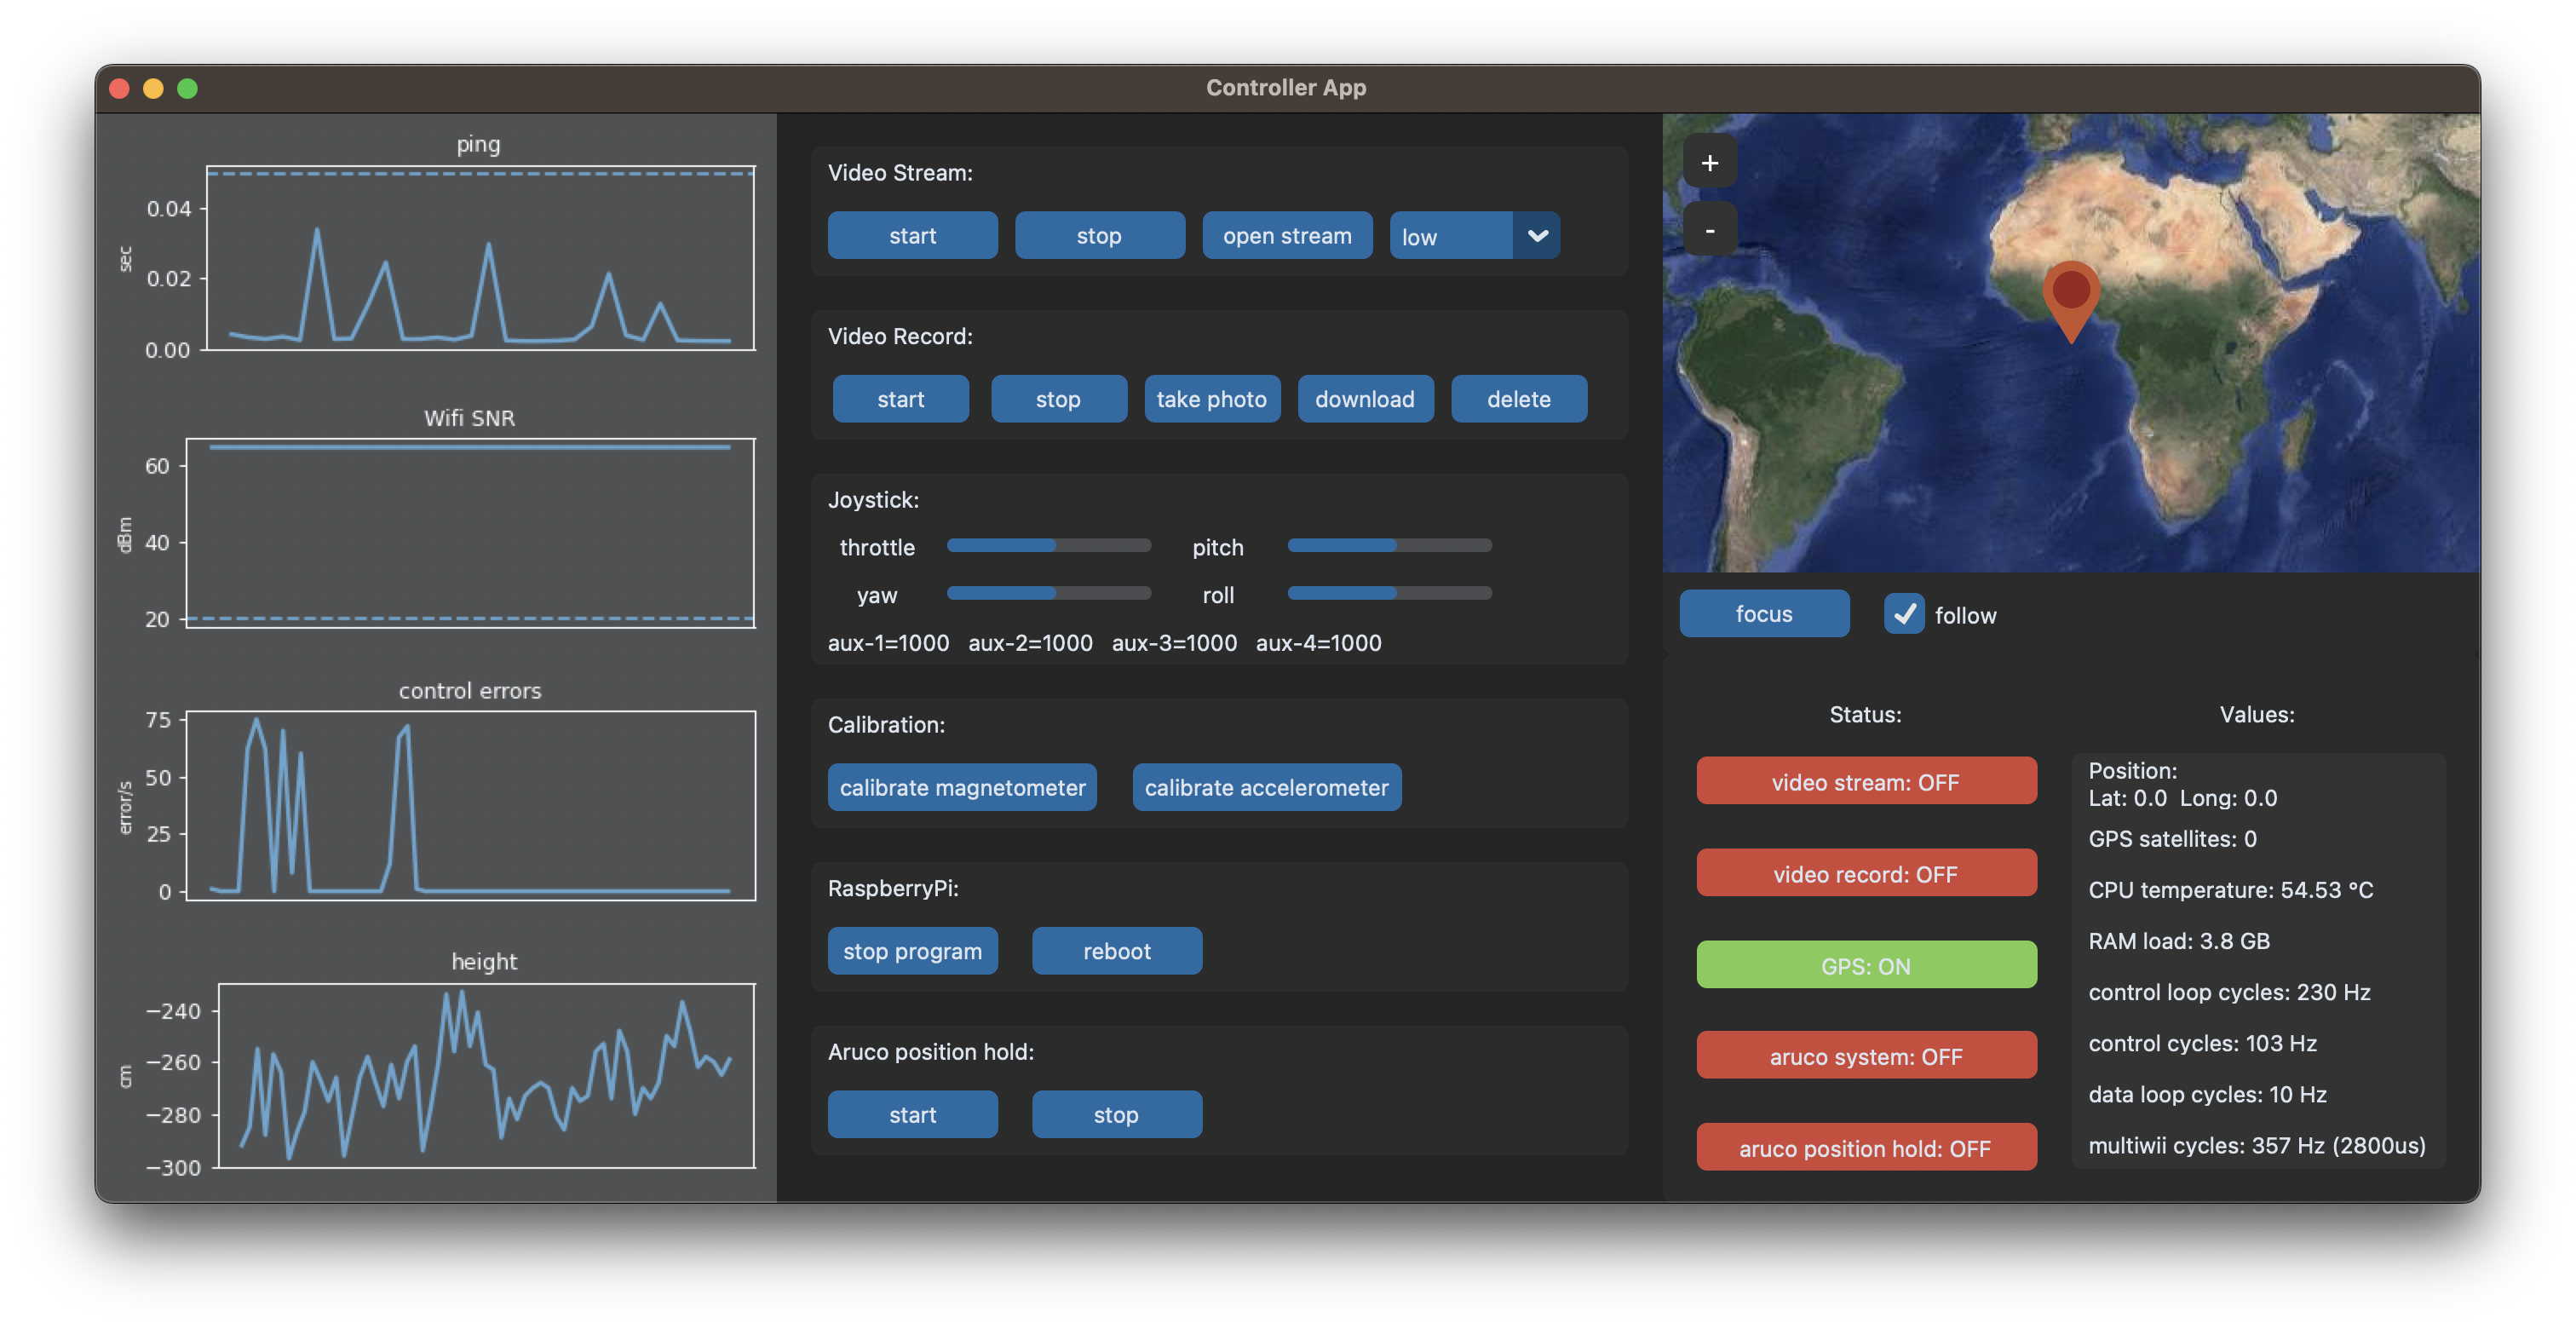 Controller App
ping
0.04
0.02
0.00
sec
Wifi SNR
60
40
20
dBm
control errors
75
50
25
0
error/s
height
−240
−260
−280
−300
cm
Video Stream:
start stop open stream low
Video Record:
start stop take photo download delete
Joystick:
throttle pitch
yaw roll
aux-1=1000 aux-2=1000 aux-3=1000 aux-4=1000
Calibration:
calibrate magnetometer calibrate accelerometer
RaspberryPi:
stop program reboot
Aruco position hold:
start stop
+
-
focus follow
Status:
video stream: OFF
video record: OFF
GPS: ON
aruco system: OFF
aruco position hold: OFF
Values:
Position:
Lat: 0.0 Long: 0.0
GPS satellites: 0
CPU temperature: 54.53 °C
RAM load: 3.8 GB
control loop cycles: 230 Hz
control cycles: 103 Hz
data loop cycles: 10 Hz
multiwii cycles: 357 Hz (2800us)